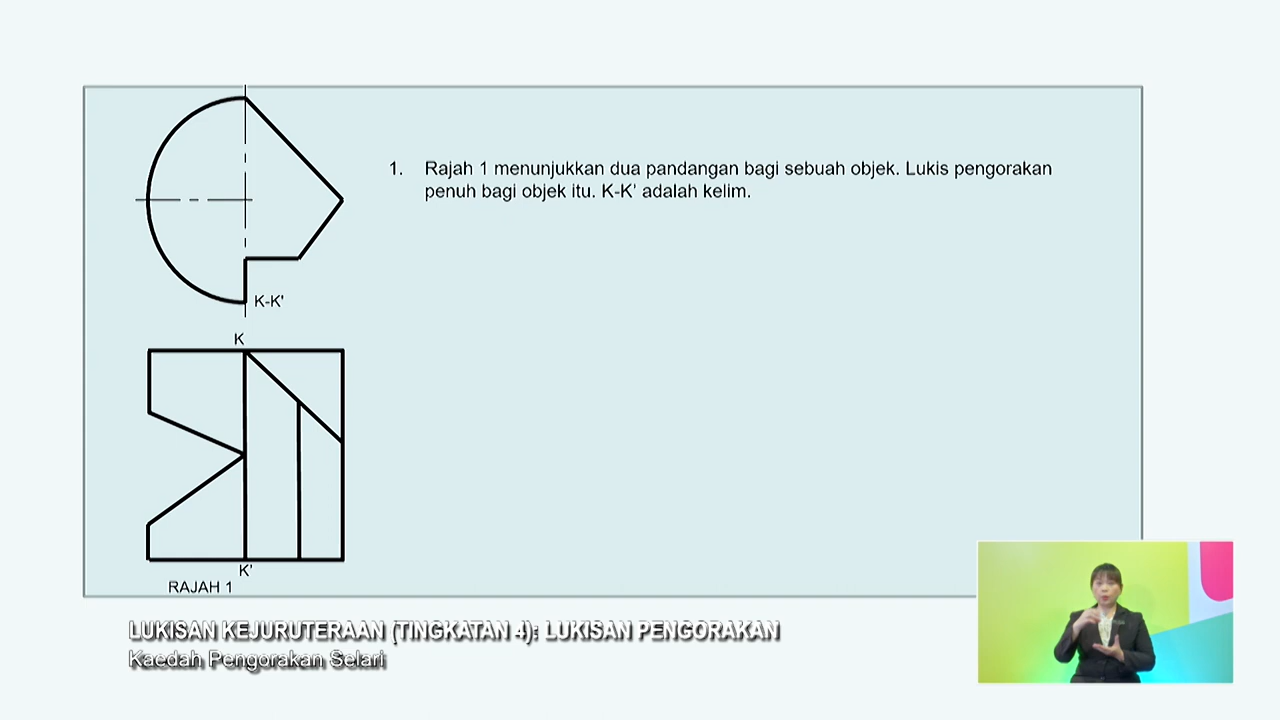 1. Rajah 1 menunjukkan dua pandangan bagi sebuah objek. Lukis pengorakan
penuh bagi objek itu. K-K' adalah kelim.
K-K'
K
K'
RAJAH 1
LUKISAN KEJURUTERAAN (TINGKATAN 4): LUKISAN PENGORAKAN
Kaedah Pengorakan Selari